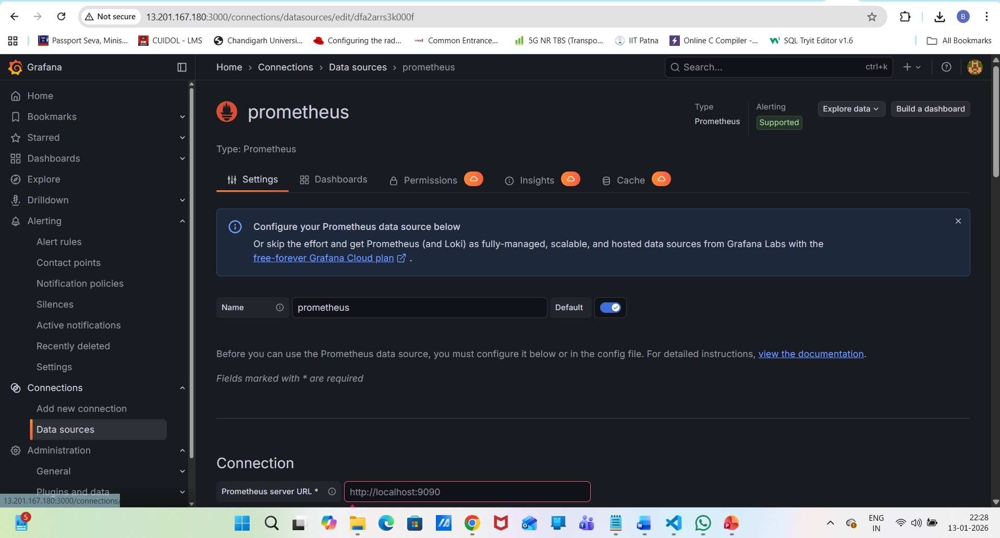 Not secure 13.201.167.180:3000/connections/datasources/edit/dfa2arrs3k000f B
Passport Seva, Minis... CUIDOL - LMS Chandigarh Universi... Configuring the rad... Common Entrance... 5G NR TBS (Transpo... IIT Patna Online C Compiler -... SQL Tryit Editor v1.6 All Bookmarks
Grafana
Home › Connections › Data sources › prometheus
Search... ctrl+k
Home
Bookmarks
Starred
Dashboards
Explore
Drilldown
Alerting
Alert rules
Contact points
Notification policies
Silences
Active notifications
Recently deleted
Settings
Connections
Add new connection
Data sources
Administration
General
Plugins and data
13.201.167.180:3000/connections/
prometheus
Type
Prometheus
Alerting
Supported
Explore data
Build a dashboard
Type: Prometheus
Settings Dashboards Permissions Insights Cache
Configure your Prometheus data source below
Or skip the effort and get Prometheus (and Loki) as fully-managed, scalable, and hosted data sources from Grafana Labs with the
free-forever Grafana Cloud plan .
Name prometheus Default
Before you can use the Prometheus data source, you must configure it below or in the config file. For detailed instructions, view the documentation.
Fields marked with * are required
Connection
Prometheus server URL * http://localhost:9090
5
ENG
IN
22:28
13-01-2026